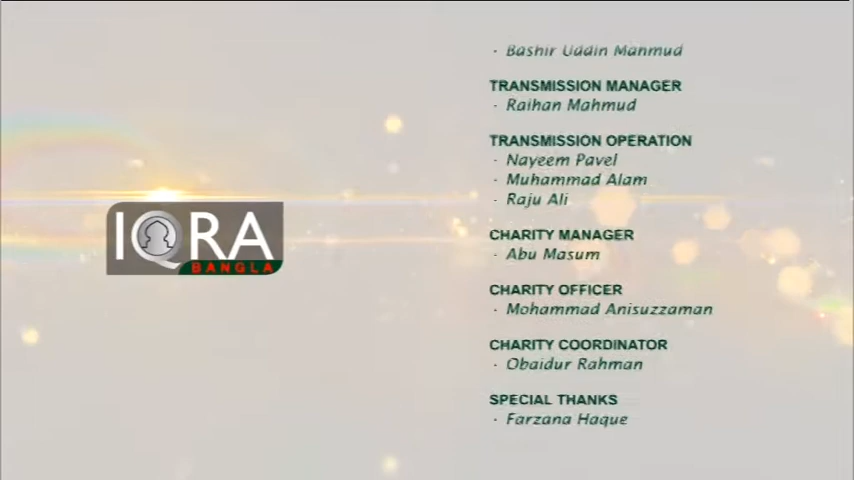 IQRA
BANGLA
- Bashir Uddin Mahmud
TRANSMISSION MANAGER
- Raihan Mahmud
TRANSMISSION OPERATION
- Nayeem Pavel
- Muhammad Alam
- Raju Ali
CHARITY MANAGER
- Abu Masum
CHARITY OFFICER
- Mohammad Anisuzzaman
CHARITY COORDINATOR
- Obaidur Rahman
SPECIAL THANKS
- Farzana Haque